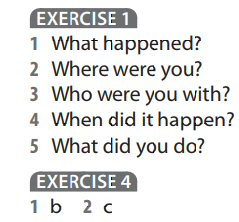 EXERCISE 1
1 What happened?
2 Where were you?
3 Who were you with?
4 When did it happen?
5 What did you do?
EXERCISE 4
1 b 2 c